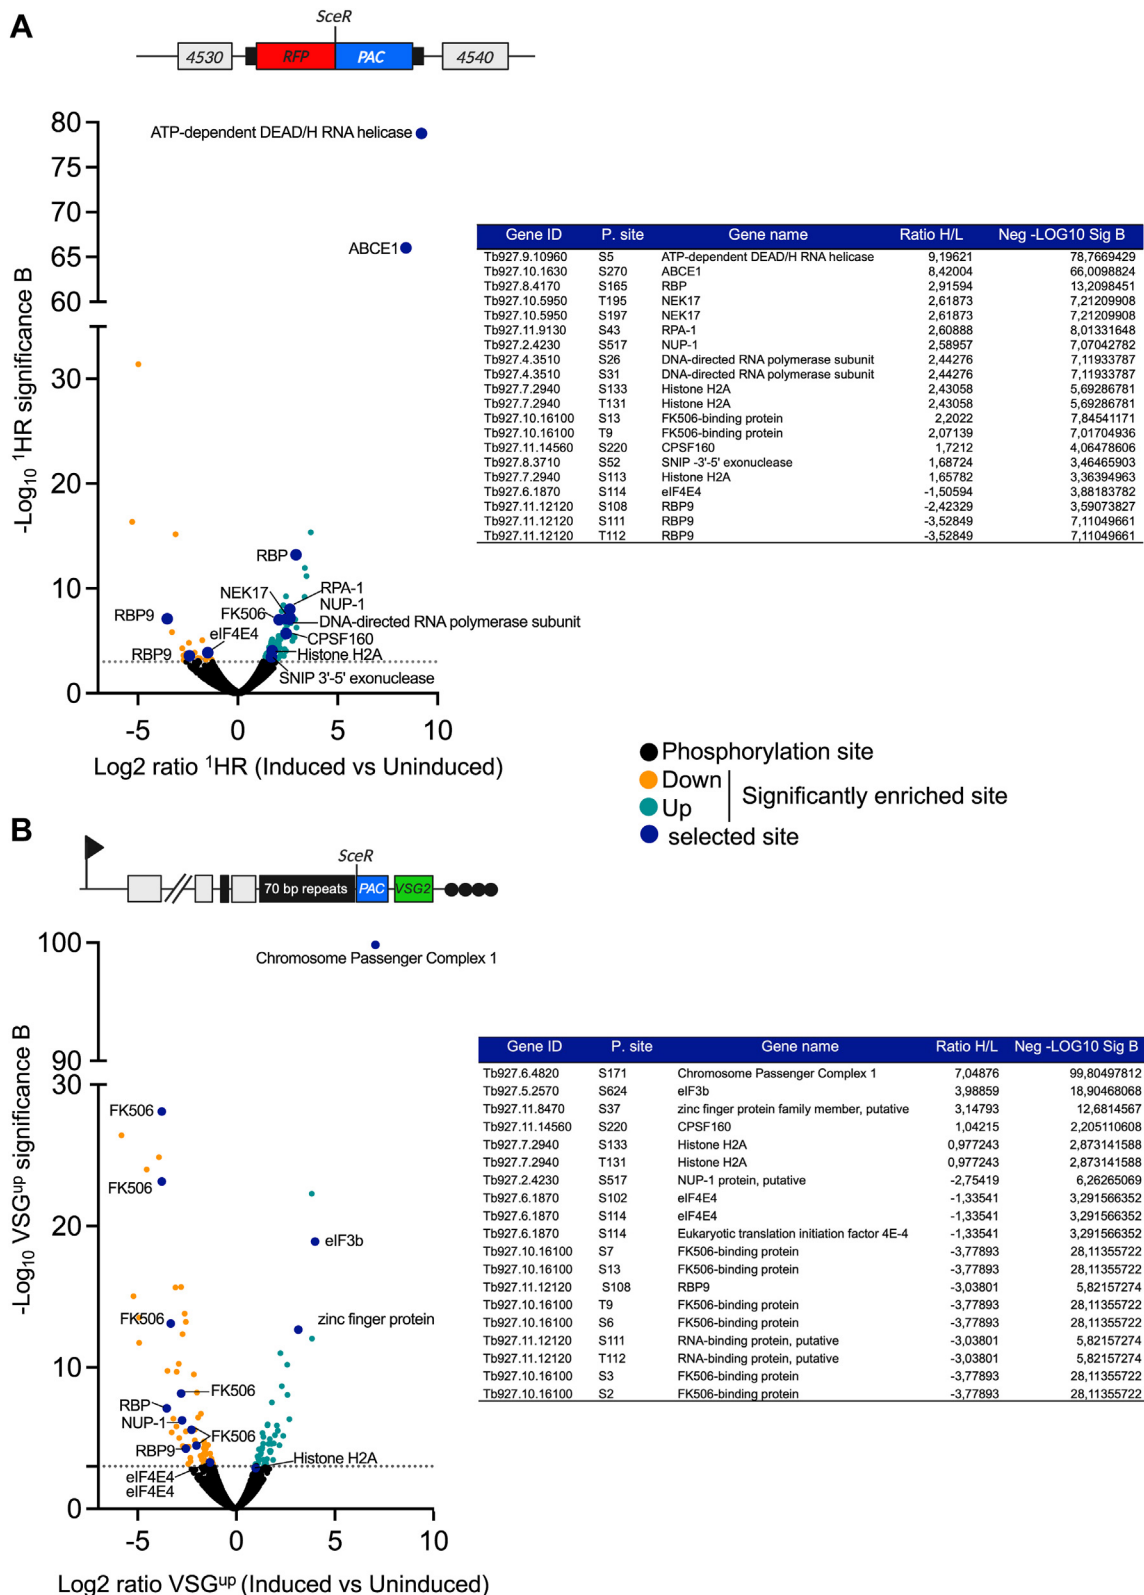 A
SceR
4530
RFP
PAC
4540
-Log10 1HR significance B
80
75
70
65
60
30
20
10
0
ATP-dependent DEAD/H RNA helicase
ABCE1
RBP
NEK17
RPA-1
FK506
NUP-1
RBP9
DNA-directed RNA polymerase subunit
eIF4E4
CPSF160
RBP9
Histone H2A
SNIP 3'-5' exonuclease
-5 0 5 10
Log2 ratio 1HR (Induced vs Uninduced)
Gene ID P. site Gene name Ratio H/L Neg -LOG10 Sig B
Tb927.9.10960 S5 ATP-dependent DEAD/H RNA helicase 9,19621 78,7669429
Tb927.10.1630 S270 ABCE1 8,42004 66,0098824
Tb927.8.4170 S165 RBP 2,91594 13,2098451
Tb927.10.5950 T195 NEK17 2,61873 7,21209908
Tb927.10.5950 S197 NEK17 2,61873 7,21209908
Tb927.11.9130 S43 RPA-1 2,60888 8,01331648
Tb927.2.4230 S517 NUP-1 2,58957 7,07042782
Tb927.4.3510 S26 DNA-directed RNA polymerase subunit 2,44276 7,11933787
Tb927.4.3510 S31 DNA-directed RNA polymerase subunit 2,44276 7,11933787
Tb927.7.2940 S133 Histone H2A 2,43058 5,69286781
Tb927.7.2940 T131 Histone H2A 2,43058 5,69286781
Tb927.10.16100 S13 FK506-binding protein 2,2022 7,84541171
Tb927.10.16100 T9 FK506-binding protein 2,07139 7,01704936
Tb927.11.14560 S220 CPSF160 1,7212 4,06478606
Tb927.8.3710 S52 SNIP -3'-5' exonuclease 1,68724 3,46465903
Tb927.7.2940 S113 Histone H2A 1,65782 3,36394963
Tb927.6.1870 S114 eIF4E4 -1,50594 3,88183782
Tb927.11.12120 S108 RBP9 -2,42329 3,59073827
Tb927.11.12120 S111 RBP9 -3,52849 7,11049661
Tb927.11.12120 T112 RBP9 -3,52849 7,11049661
Phosphorylation site
Down
Up
Significantly enriched site
selected site
B
SceR
70 bp repeats
PAC
VSG2
-Log10 VSGup significance B
100
90
30
20
10
0
Chromosome Passenger Complex 1
FK506
FK506
eIF3b
FK506
zinc finger protein
FK506
RBP
NUP-1
FK506
RBP9
Histone H2A
eIF4E4
eIF4E4
-5 0 5 10
Log2 ratio VSGup (Induced vs Uninduced)
Gene ID P. site Gene name Ratio H/L Neg -LOG10 Sig B
Tb927.6.4820 S171 Chromosome Passenger Complex 1 7,04876 99,80497812
Tb927.5.2570 S624 eIF3b 3,98859 18,90468068
Tb927.11.8470 S37 zinc finger protein family member, putative 3,14793 12,6814567
Tb927.11.14560 S220 CPSF160 1,04215 2,205110608
Tb927.7.2940 S133 Histone H2A 0,977243 2,873141588
Tb927.7.2940 T131 Histone H2A 0,977243 2,873141588
Tb927.2.4230 S517 NUP-1 protein, putative -2,75419 6,26265069
Tb927.6.1870 S102 eIF4E4 -1,33541 3,291566352
Tb927.6.1870 S114 eIF4E4 -1,33541 3,291566352
Tb927.6.1870 S114 Eukaryotic translation initiation factor 4E-4 -1,33541 3,291566352
Tb927.10.16100 S7 FK506-binding protein -3,77893 28,11355722
Tb927.10.16100 S13 FK506-binding protein -3,77893 28,11355722
Tb927.11.12120 S108 RBP9 -3,03801 5,82157274
Tb927.10.16100 T9 FK506-binding protein -3,77893 28,11355722
Tb927.10.16100 S6 FK506-binding protein -3,77893 28,11355722
Tb927.11.12120 S111 RNA-binding protein, putative -3,03801 5,82157274
Tb927.11.12120 T112 RNA-binding protein, putative -3,03801 5,82157274
Tb927.10.16100 S3 FK506-binding protein -3,77893 28,11355722
Tb927.10.16100 S2 FK506-binding protein -3,77893 28,11355722